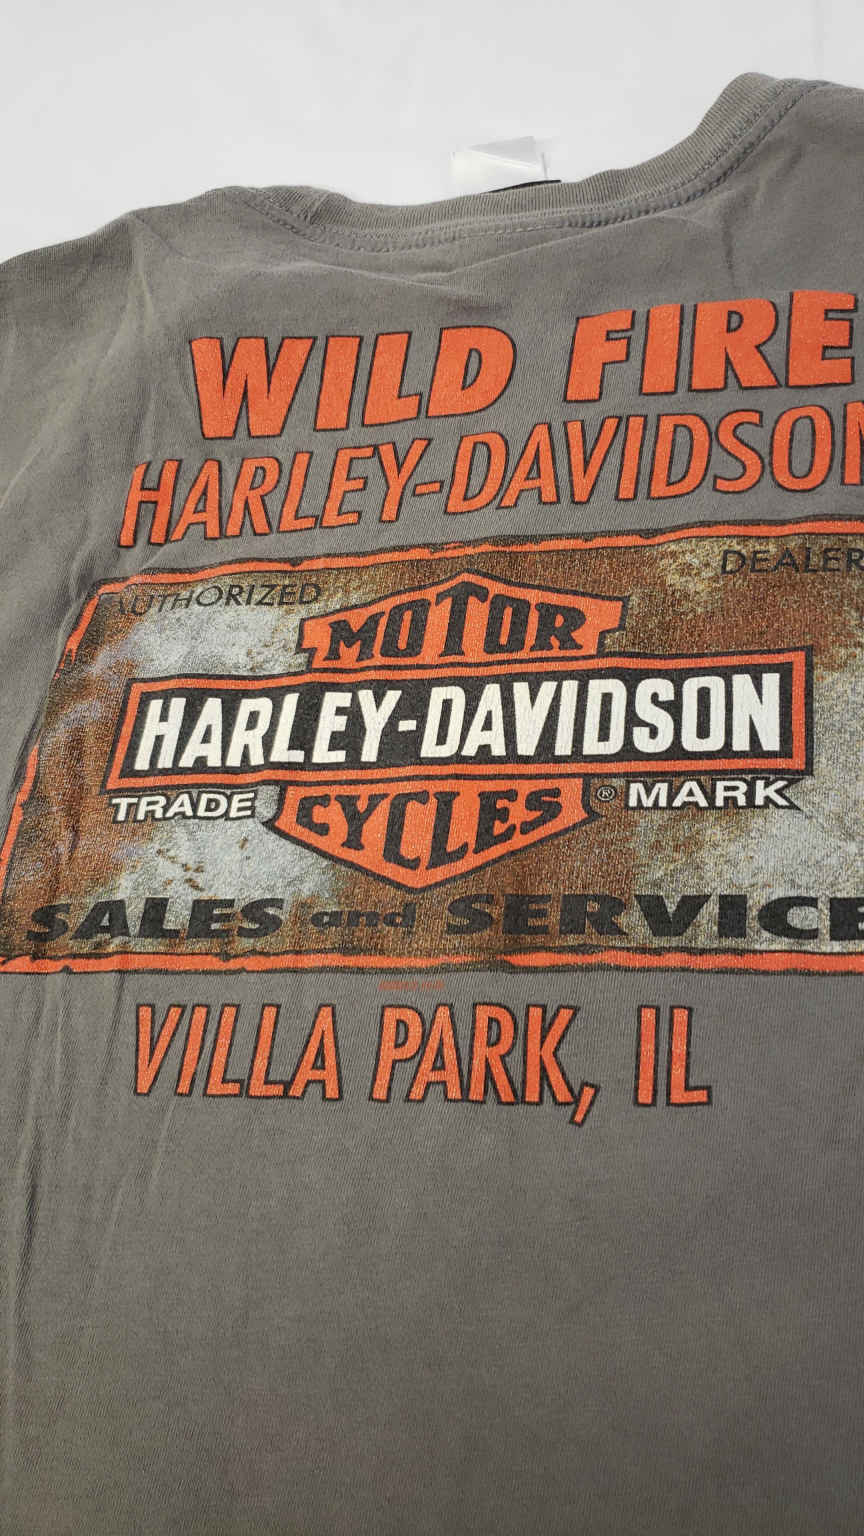 WILD FIRE
HARLEY-DAVIDSON
AUTHORIZED DEALER
MOTOR
HARLEY-DAVIDSON
CYCLES
TRADE ® MARK
SALES and SERVICE
VILLA PARK, IL